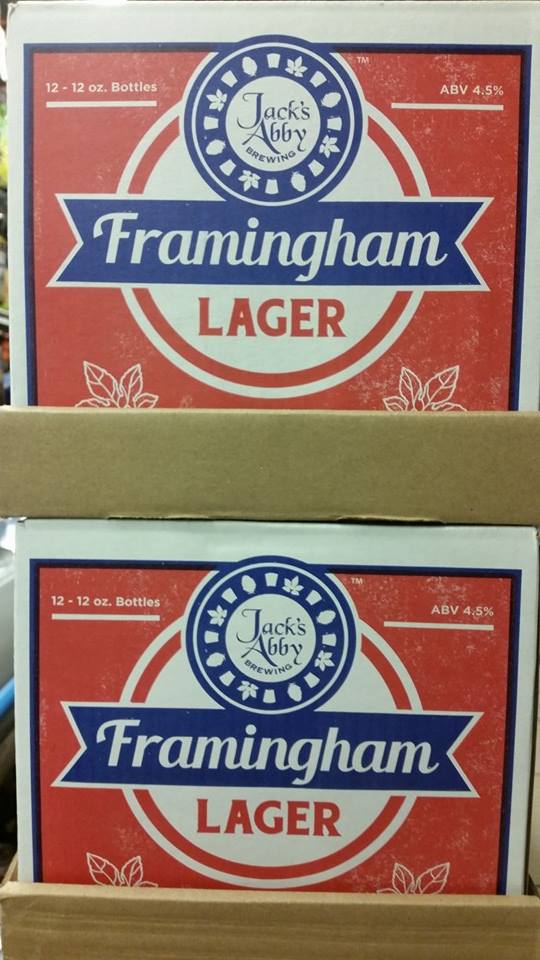 12 - 12 oz. Bottles
ABV 4.5%
TM
Jack's
Abby
BREWING
Framingham
LAGER
12 - 12 oz. Bottles
ABV 4.5%
TM
Jack's
Abby
BREWING
Framingham
LAGER